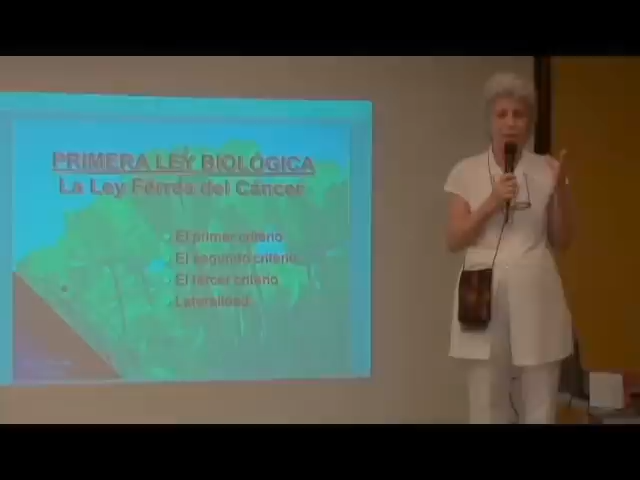 PRIMERA LEY BIOLÓGICA
La Ley Férrea del Cáncer
El primer criterio
El segundo criterio
El tercer criterio
Lateralidad